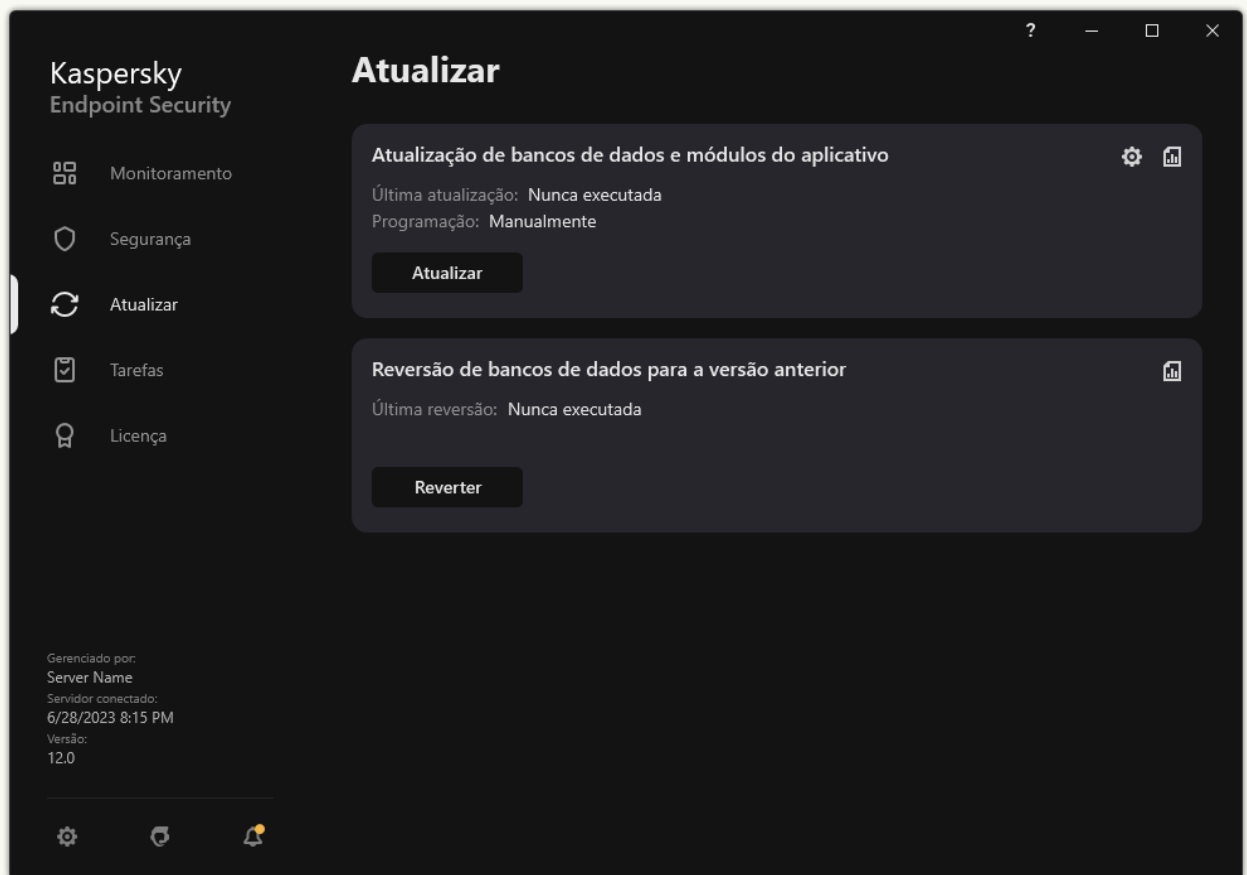 ?
Kaspersky
Endpoint Security
Monitoramento
Segurança
Atualizar
Tarefas
Licença
Gerenciado por:
Server Name
Servidor conectado:
6/28/2023 8:15 PM
Versão:
12.0
Atualizar
Atualização de bancos de dados e módulos do aplicativo
Última atualização: Nunca executada
Programação: Manualmente
Atualizar
Reversão de bancos de dados para a versão anterior
Última reversão: Nunca executada
Reverter